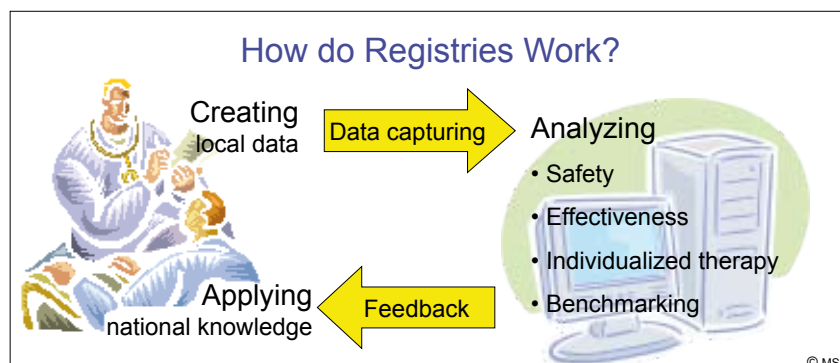 How do Registries Work?
Creating
local data
Data capturing
Analyzing
• Safety
• Effectiveness
• Individualized therapy
• Benchmarking
Applying
national knowledge
Feedback
© MS